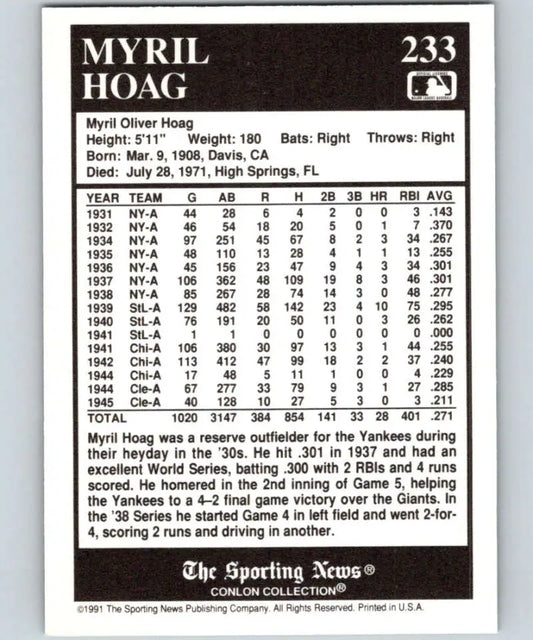 MYRIL
HOAG
233
Myril Oliver Hoag
Height: 5'11" Weight: 180 Bats: Right Throws: Right
Born: Mar. 9, 1908, Davis, CA
Died: July 28, 1971, High Springs, FL
YEAR TEAM G AB R H 2B 3B HR RBI AVG
1931 NY-A 44 28 6 4 2 0 0 3 .143
1932 NY-A 46 54 18 20 5 0 1 7 .370
1934 NY-A 97 251 45 67 8 2 3 34 .267
1935 NY-A 48 110 13 28 4 1 1 13 .255
1936 NY-A 45 156 23 47 9 4 3 34 .301
1937 NY-A 106 362 48 109 19 8 3 46 .301
1938 NY-A 85 267 28 74 14 3 0 48 .277
1939 StL-A 129 482 58 142 23 4 10 75 .295
1940 StL-A 76 191 20 50 11 0 3 26 .262
1941 StL-A 1 1 0 0 0 0 0 0 .000
1941 Chi-A 106 380 30 97 13 3 1 44 .255
1942 Chi-A 113 412 47 99 18 2 2 37 .240
1944 Chi-A 17 48 5 11 1 0 0 4 .229
1944 Cle-A 67 277 33 79 9 3 1 27 .285
1945 Cle-A 40 128 10 27 5 3 0 3 .211
TOTAL 1020 3147 384 854 141 33 28 401 .271
Myril Hoag was a reserve outfielder for the Yankees during
their heyday in the '30s. He hit .301 in 1937 and had an
excellent World Series, batting .300 with 2 RBIs and 4 runs
scored. He homered in the 2nd inning of Game 5, helping
the Yankees to a 4–2 final game victory over the Giants. In
the '38 Series he started Game 4 in left field and went 2-for-
4, scoring 2 runs and driving in another.
The Sporting News®
CONLON COLLECTION®
©1991 The Sporting News Publishing Company. All Rights Reserved. Printed in U.S.A.